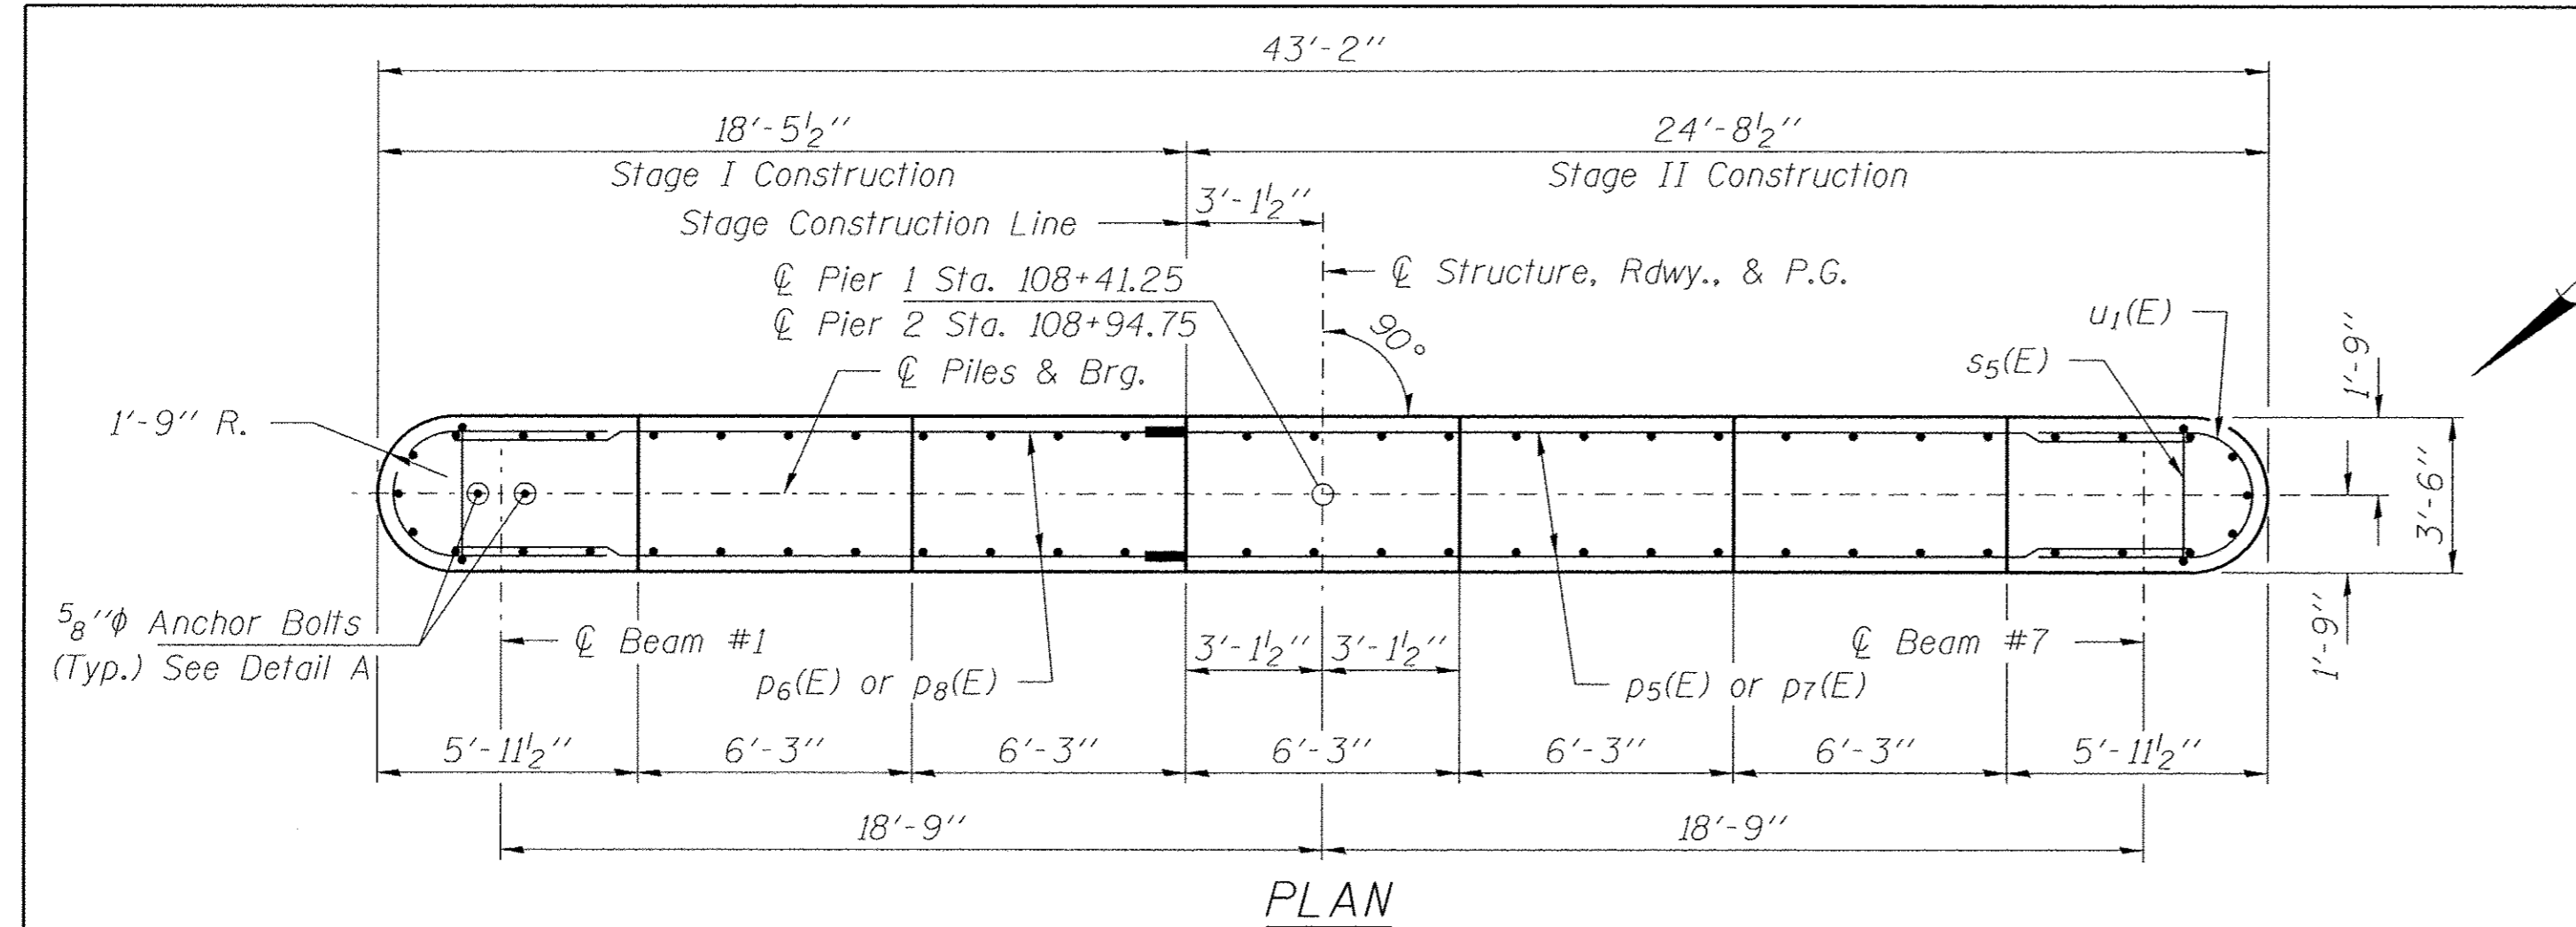 43'-2"
18'-5½"
24'-8½"
Stage I Construction
Stage II Construction
3'-1½"
Stage Construction Line
℄ Pier 1 Sta. 108+41.25
℄ Structure, Rdwy., & P.G.
℄ Pier 2 Sta. 108+94.75
90°
u1(E)
s5(E)
1'-9"
℄ Piles & Brg.
1'-9" R.
3'-6"
5/8"ϕ Anchor Bolts
(Typ.) See Detail A
℄ Beam #1
3'-1½"
3'-1½"
℄ Beam #7
1'-9"
p6(E) or p8(E)
p5(E) or p7(E)
5'-11½"
6'-3"
6'-3"
6'-3"
6'-3"
6'-3"
5'-11½"
18'-9"
18'-9"
PLAN